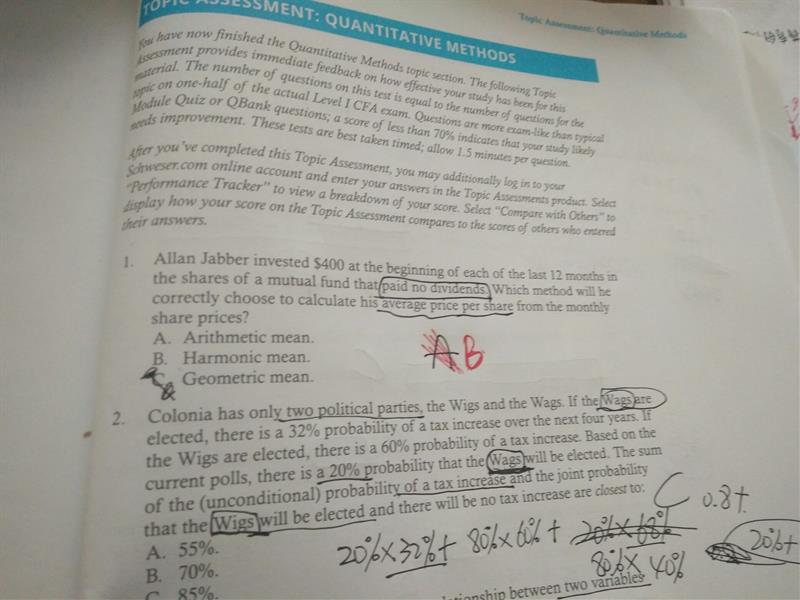 TOPIC ASSESSMENT: QUANTITATIVE METHODS
Topic Assessment: Quantitative Methods
You have now finished the Quantitative Methods topic section. The following Topic
Assessment provides immediate feedback on how effective your study has been for this
material. The number of questions on this test is equal to the number of questions for the
topic on one-half of the actual Level I CFA exam. Questions are more exam-like than typical
Module Quiz or QBank questions; a score of less than 70% indicates that your study likely
needs improvement. These tests are best taken timed; allow 1.5 minutes per question.
After you've completed this Topic Assessment, you may additionally log in to your
Schweser.com online account and enter your answers in the Topic Assessments product. Select
"Performance Tracker" to view a breakdown of your score. Select "Compare with Others" to
display how your score on the Topic Assessment compares to the scores of others who entered
their answers.
1. Allan Jabber invested $400 at the beginning of each of the last 12 months in
the shares of a mutual fund that paid no dividends. Which method will he
correctly choose to calculate his average price per share from the monthly
share prices?
A. Arithmetic mean.
B. Harmonic mean.
C. Geometric mean.
A B
2. Colonia has only two political parties, the Wigs and the Wags. If the Wags are
elected, there is a 32% probability of a tax increase over the next four years. If
the Wigs are elected, there is a 60% probability of a tax increase. Based on the
current polls, there is a 20% probability that the Wags will be elected. The sum
of the (unconditional) probability of a tax increase and the joint probability
that the Wigs will be elected and there will be no tax increase are closest to:
A. 55%.
B. 70%.
C. 85%.
C 0.8+
20%×32%+ 80%×60% + 20%×68%
80%× 40%
20%+
relationship between two variables